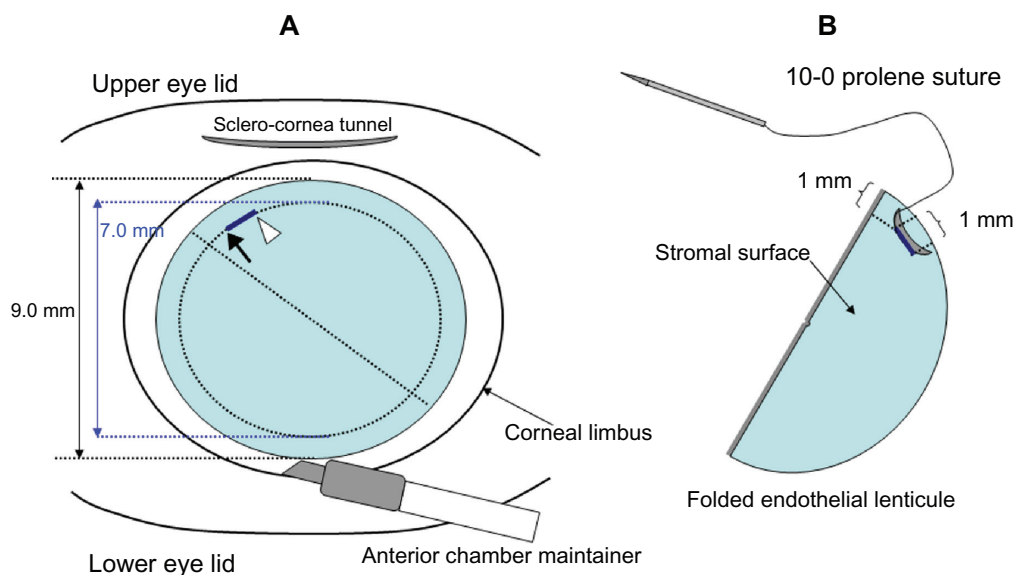 A
Upper eye lid
Sclero-cornea tunnel
7.0 mm
9.0 mm
Corneal limbus
Anterior chamber maintainer
Lower eye lid
B
10-0 prolene suture
1 mm
1 mm
Stromal surface
Folded endothelial lenticule